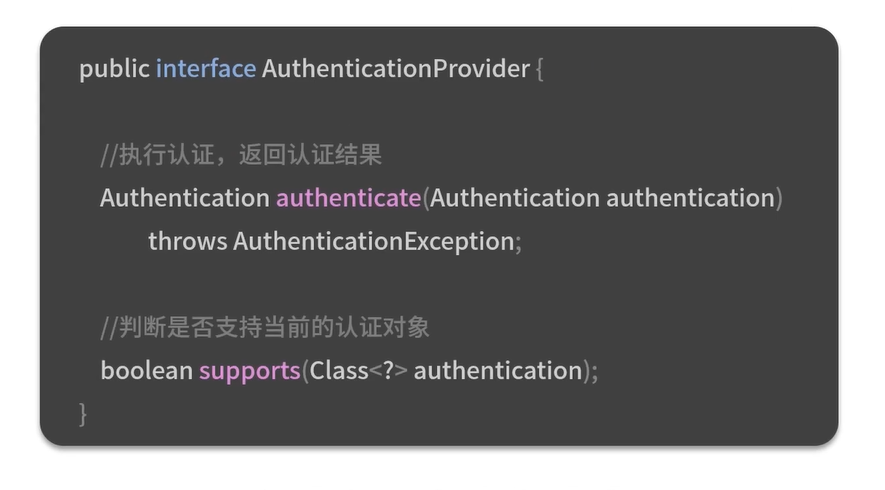 public interface AuthenticationProvider {
//执行认证，返回认证结果
Authentication authenticate(Authentication authentication)
throws AuthenticationException;
//判断是否支持当前的认证对象
boolean supports(Class<?> authentication);
}